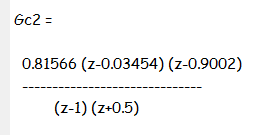 Gc2 =
0.81566 (z-0.03454) (z-0.9002)
------------------------------
(z-1) (z+0.5)